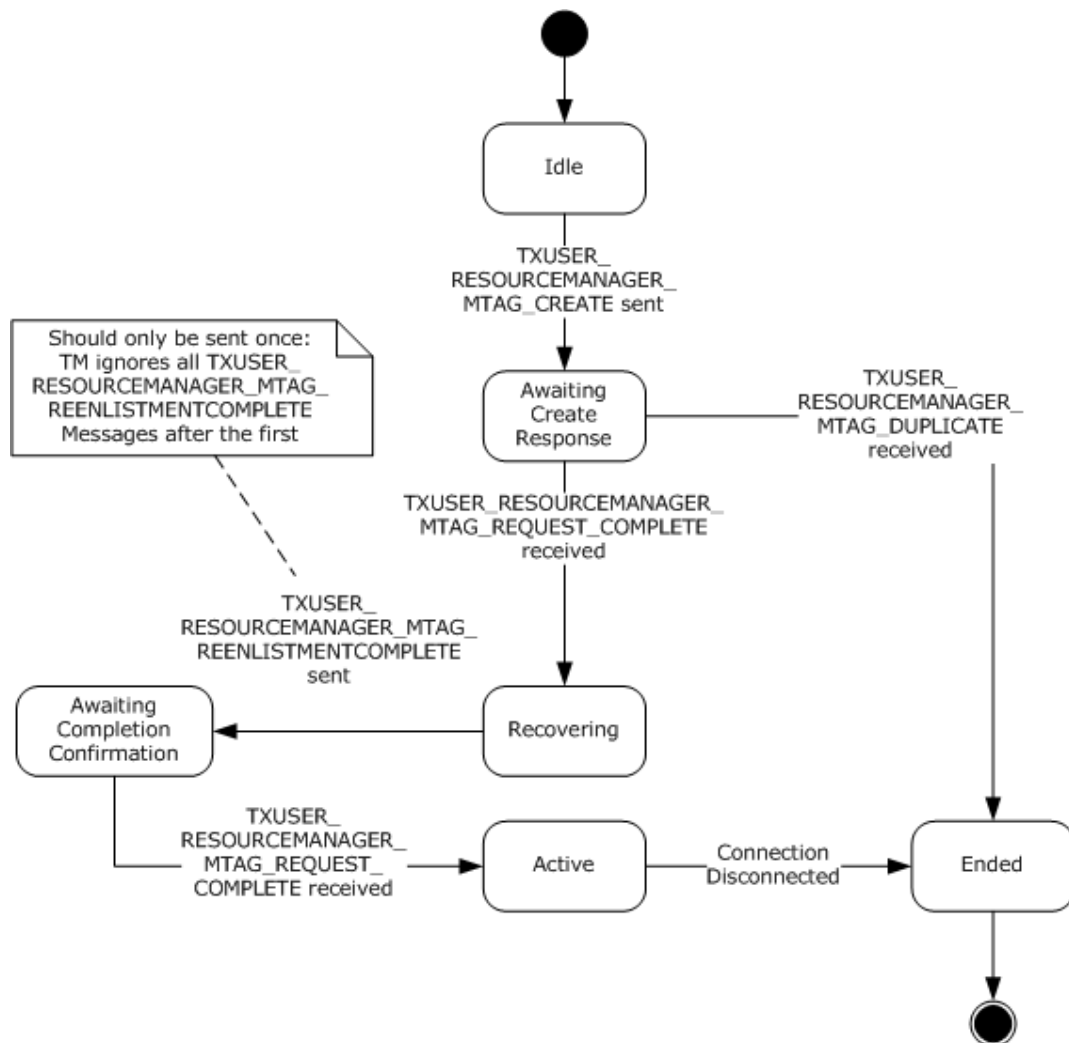 Idle
TXUSER_
RESOURCEMANAGER_
MTAG_CREATE sent
Should only be sent once:
TM ignores all TXUSER_
RESOURCEMANAGER_MTAG_
REENLISTMENTCOMPLETE
Messages after the first
Awaiting
Create
Response
TXUSER_
RESOURCEMANAGER_
MTAG_DUPLICATE
received
TXUSER_RESOURCEMANAGER_
MTAG_REQUEST_COMPLETE
received
TXUSER_
RESOURCEMANAGER_MTAG_
REENLISTMENTCOMPLETE
sent
Awaiting
Completion
Confirmation
Recovering
TXUSER_
RESOURCEMANAGER_
MTAG_REQUEST_
COMPLETE received
Active
Connection
Disconnected
Ended